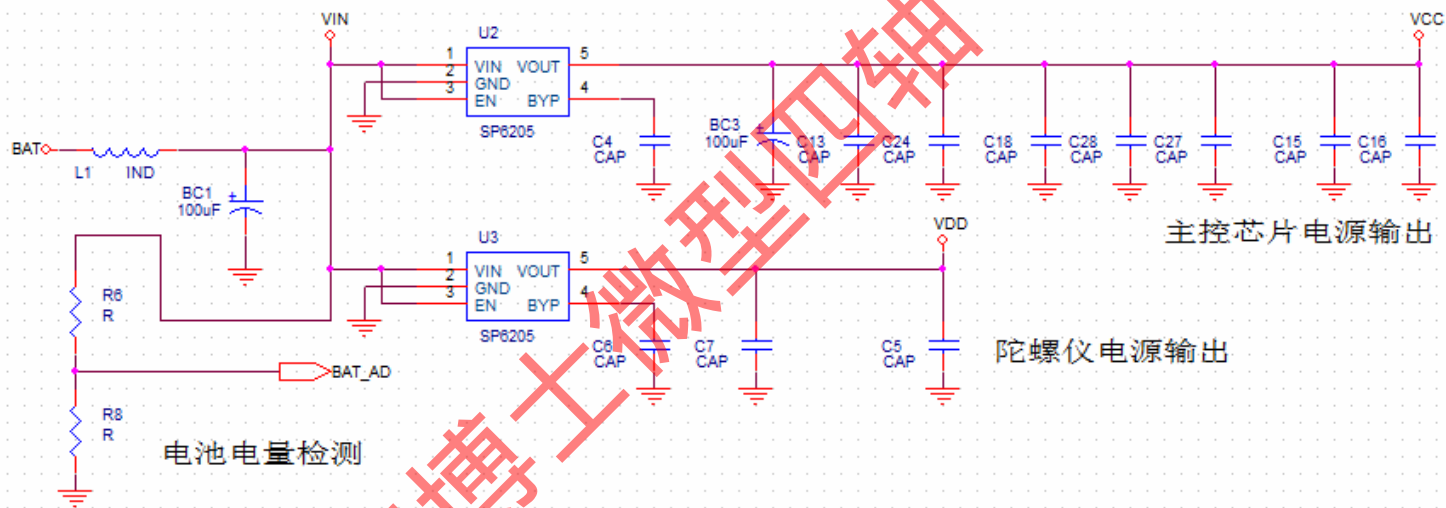 VIN
VCC
U2
1 VIN VOUT 5
2 GND
3 EN BYP 4
SP6205
BAT
L1 IND
BC1
100uF
C4
CAP
BC3
100uF
C13
CAP
C24
CAP
C18
CAP
C28
CAP
C27
CAP
C15
CAP
C16
CAP
主控芯片电源输出
VDD
U3
1 VIN VOUT 5
2 GND
3 EN BYP 4
SP6205
R6
R
C6
CAP
C7
CAP
C5
CAP
陀螺仪电源输出
BAT_AD
R8
R
电池电量检测
博士微型四轴